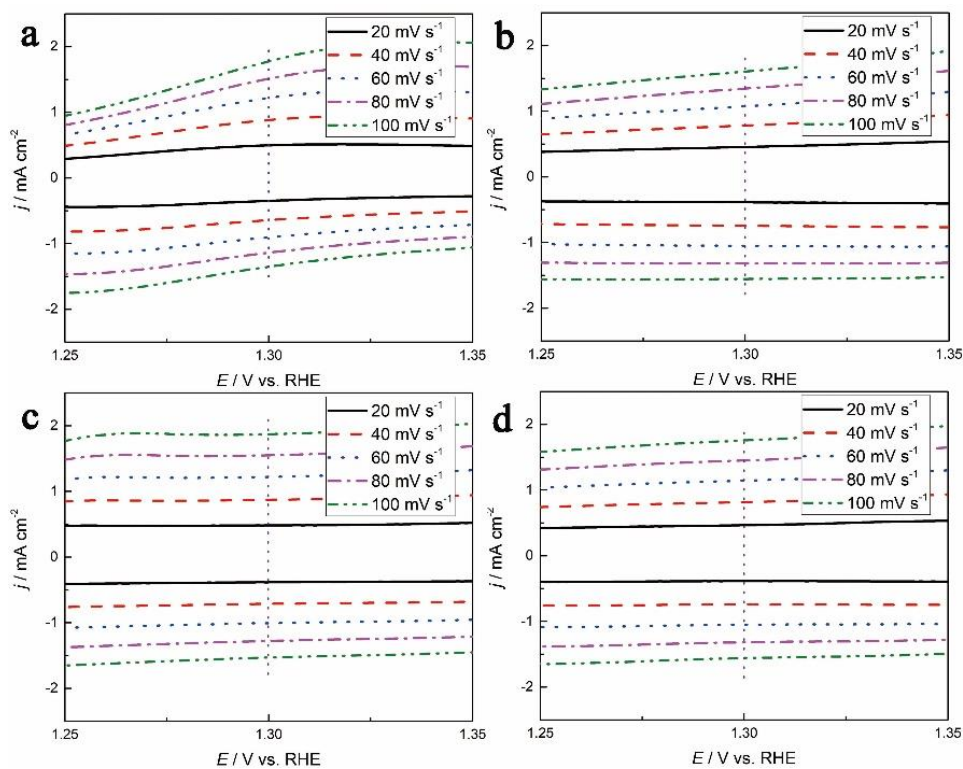 a
2
1
0
-1
-2
j / mA cm⁻²
20 mV s⁻¹
40 mV s⁻¹
60 mV s⁻¹
80 mV s⁻¹
100 mV s⁻¹
1.25
1.30
1.35
E / V vs. RHE
b
2
1
0
-1
-2
j / mA cm⁻²
20 mV s⁻¹
40 mV s⁻¹
60 mV s⁻¹
80 mV s⁻¹
100 mV s⁻¹
1.25
1.30
1.35
E / V vs. RHE
c
2
1
0
-1
-2
j / mA cm⁻²
20 mV s⁻¹
40 mV s⁻¹
60 mV s⁻¹
80 mV s⁻¹
100 mV s⁻¹
1.25
1.30
1.35
E / V vs. RHE
d
2
1
0
-1
-2
j / mA cm⁻²
20 mV s⁻¹
40 mV s⁻¹
60 mV s⁻¹
80 mV s⁻¹
100 mV s⁻¹
1.25
1.30
1.35
E / V vs. RHE